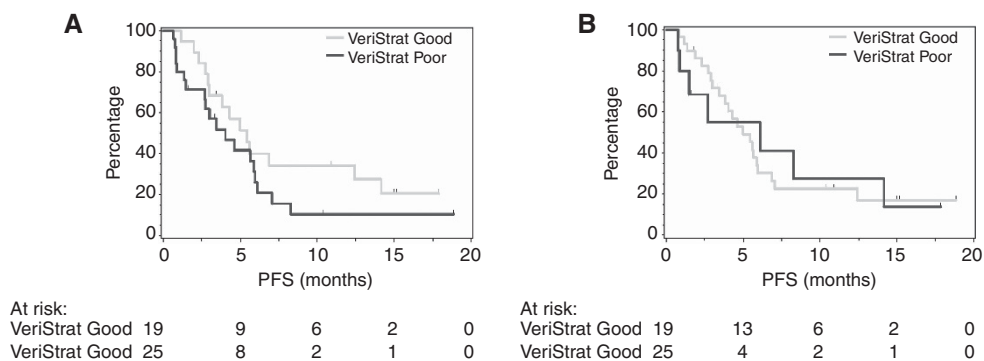 A
B
VeriStrat Good
VeriStrat Poor
VeriStrat Good
VeriStrat Poor
100
80
60
40
20
0
Percentage
0 5 10 15 20
PFS (months)
100
80
60
40
20
0
Percentage
0 5 10 15 20
PFS (months)
At risk:
VeriStrat Good 19 9 6 2 0
VeriStrat Good 25 8 2 1 0
At risk:
VeriStrat Good 19 13 6 2 0
VeriStrat Good 25 4 2 1 0